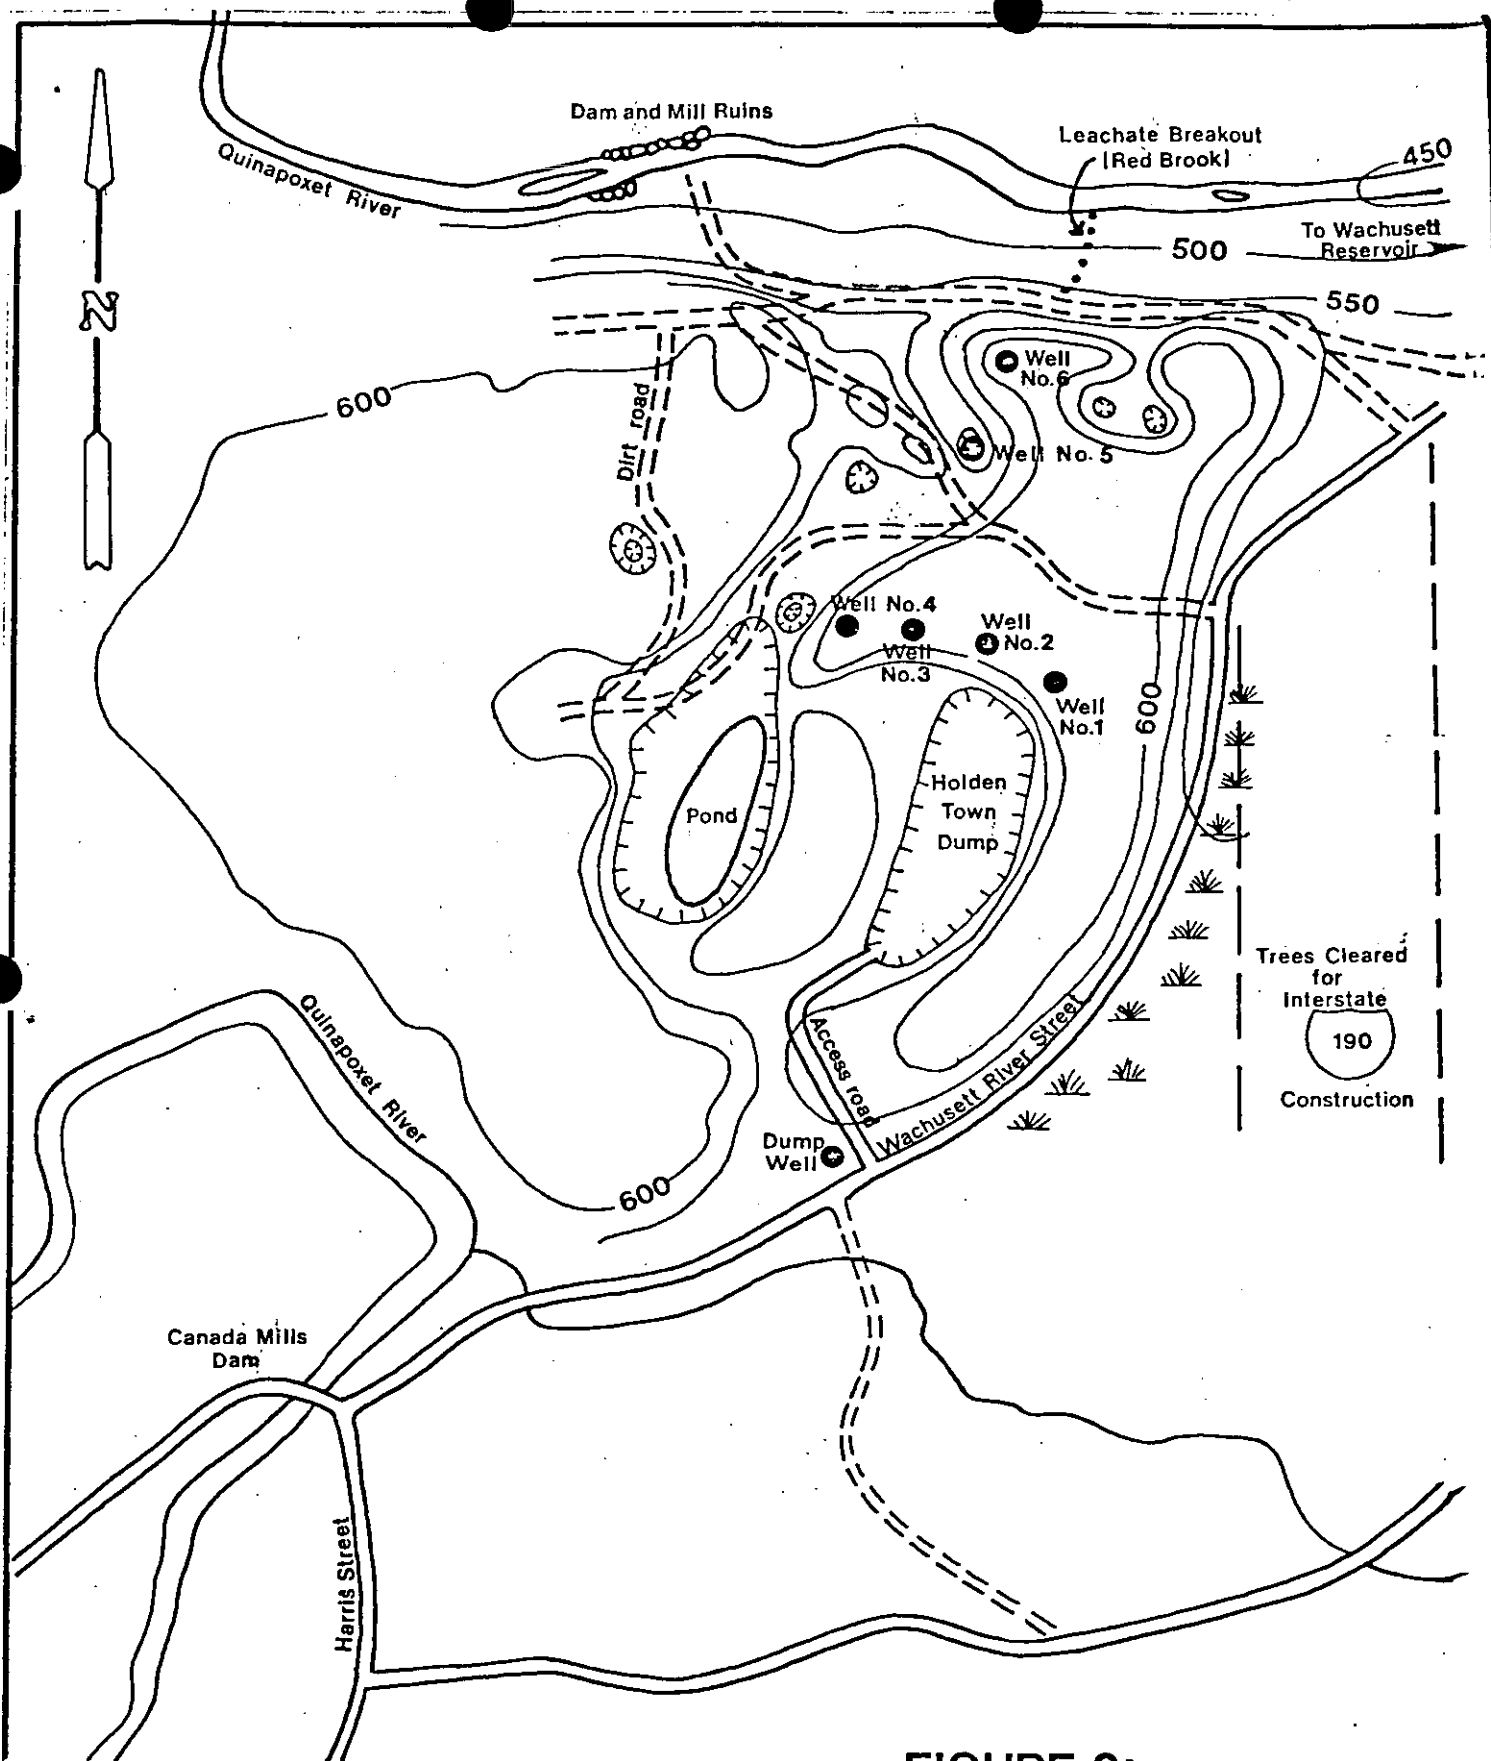 Dam and Mill Ruins
Leachate Breakout
(Red Brook)
450
Quinapoxet River
To Wachusett
Reservoir
500
550
N
Well
No.6
600
Dirt road
Well No. 5
Well No.4
Well
No.3
Well
No.2
Well
No.1
600
Holden
Town
Dump
Pond
Trees Cleared
for
Interstate
190
Construction
Quinapoxet River
Access road
Wachusett River Street
Dump
Well
600
Canada Mills
Dam
Harris Street